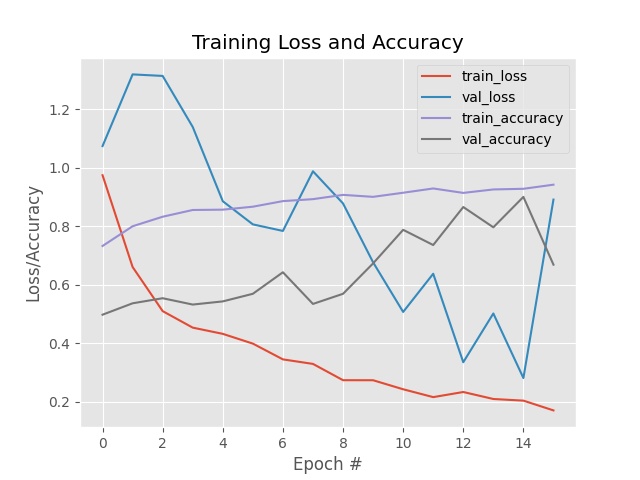 Training Loss and Accuracy
train_loss
val_loss
train_accuracy
val_accuracy
Loss/Accuracy
1.2
1.0
0.8
0.6
0.4
0.2
0 2 4 6 8 10 12 14
Epoch #